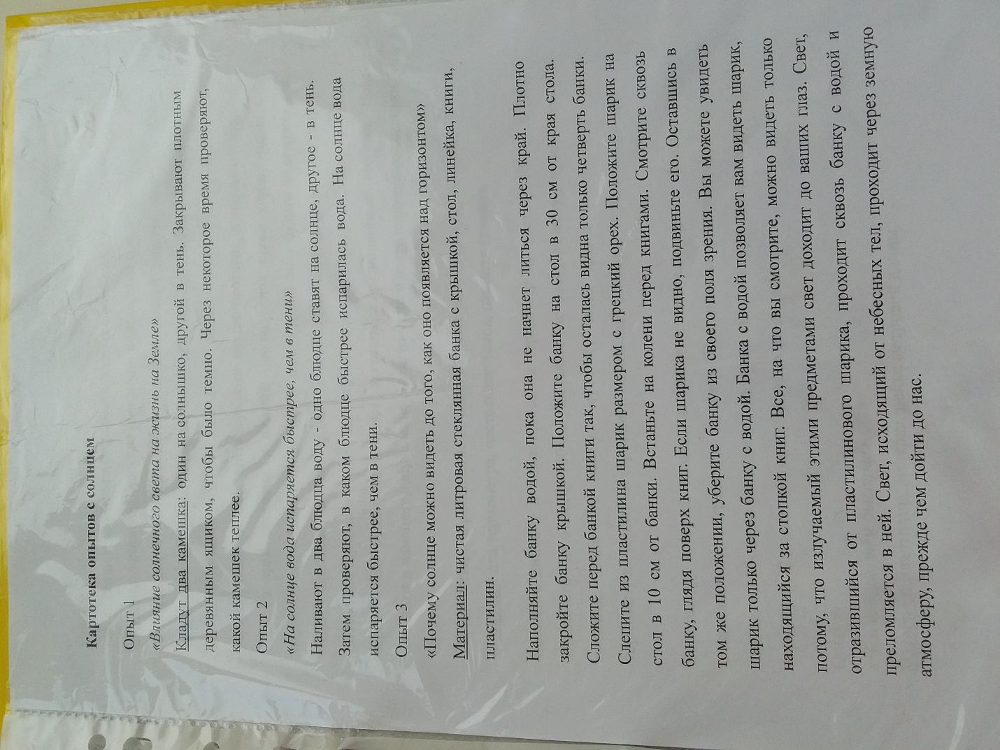 Картотека опытов с солнцем
Опыт 1
«Влияние солнечного света на жизнь на Земле»
Кладут два камешка: один на солнышко, другой в тень. Закрывают плотным
деревянным ящиком, чтобы было темно. Через некоторое время проверяют,
какой камешек теплее.
Опыт 2
«На солнце вода испаряется быстрее, чем в тени»
Наливают в два блюдца воду - одно блюдце ставят на солнце, другое - в тень.
Затем проверяют, в каком блюдце быстрее испарилась вода. На солнце вода
испаряется быстрее, чем в тени.
Опыт 3
«Почему солнце можно видеть до того, как оно появляется над горизонтом»
Материал: чистая литровая стеклянная банка с крышкой, стол, линейка, книги,
пластилин.
Наполняйте банку водой, пока она не начнет литься через край. Плотно
закройте банку крышкой. Положите банку на стол в 30 см от края стола.
Сложите перед банкой книги так, чтобы осталась видна только четверть банки.
Слепите из пластилина шарик размером с грецкий орех. Положите шарик на
стол в 10 см от банки. Встаньте на колени перед книгами. Смотрите сквозь
банку, глядя поверх книг. Если шарика не видно, подвиньте его. Оставшись в
том же положении, уберите банку из своего поля зрения. Вы можете увидеть
шарик только через банку с водой. Банка с водой позволяет вам видеть шарик,
находящийся за стопкой книг. Все, на что вы смотрите, можно видеть только
потому, что излучаемый этими предметами свет доходит до ваших глаз. Свет,
отразившийся от пластилинового шарика, проходит сквозь банку с водой и
преломляется в ней. Свет, исходящий от небесных тел, проходит через земную
атмосферу, прежде чем дойти до нас.